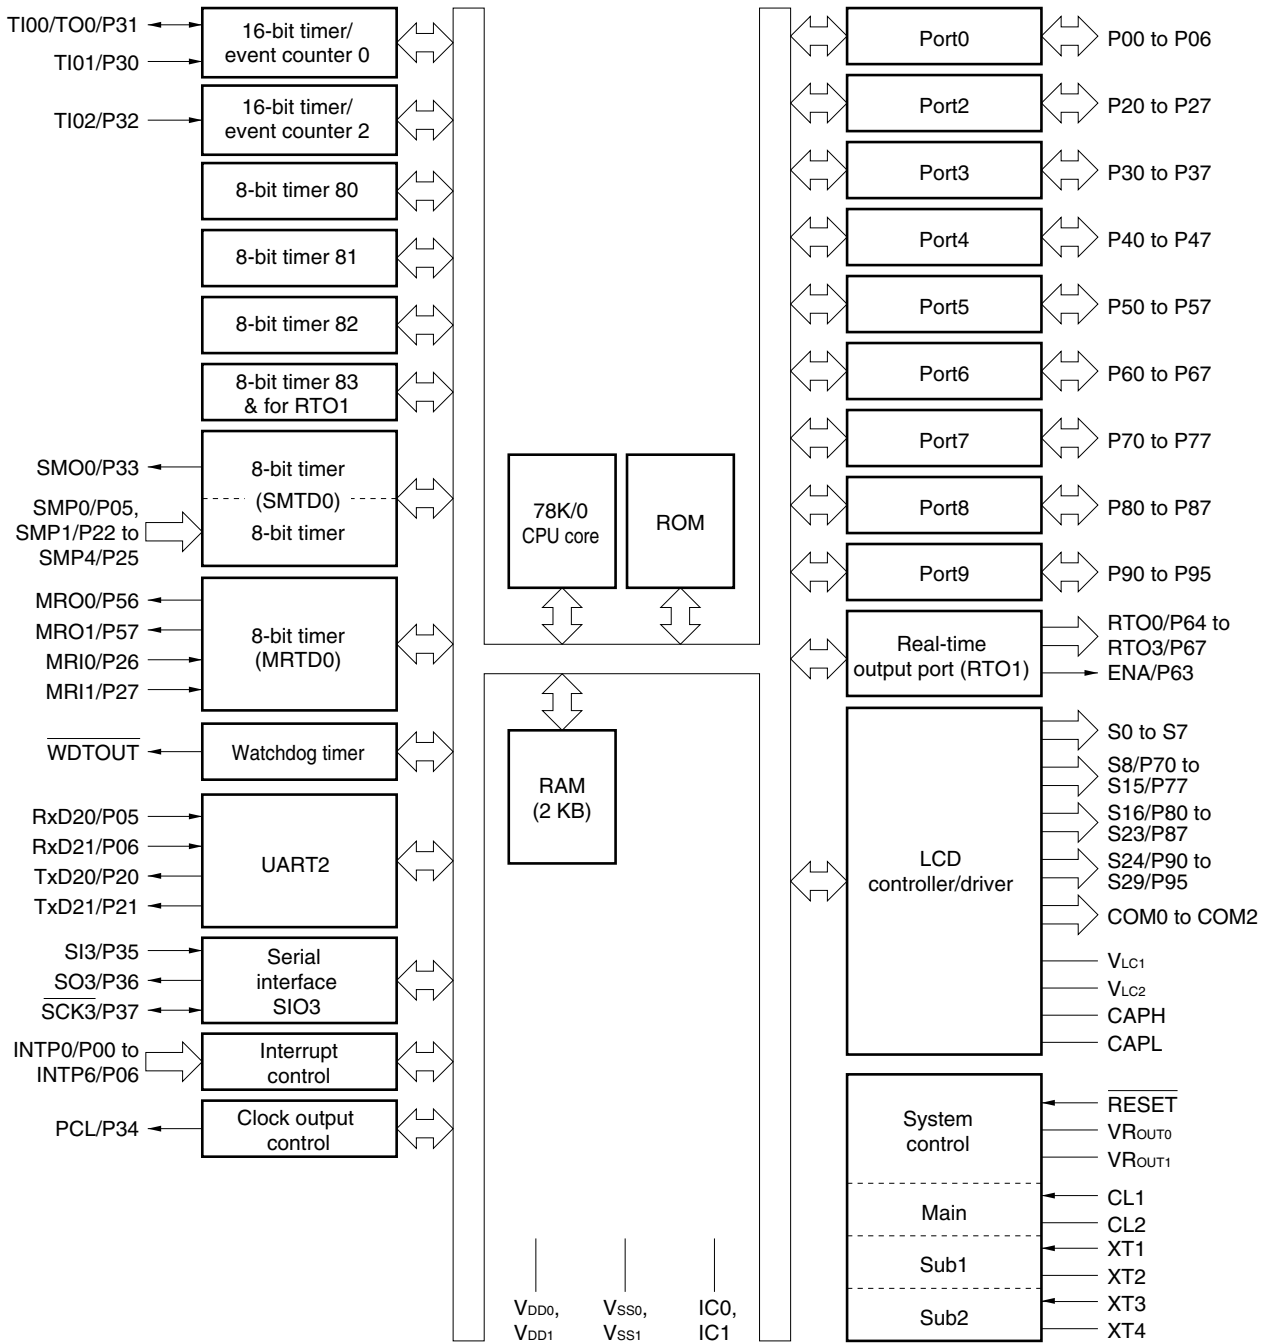 TI00/TO0/P31
TI01/P30
16-bit timer/
event counter 0
TI02/P32
16-bit timer/
event counter 2
8-bit timer 80
8-bit timer 81
8-bit timer 82
8-bit timer 83
& for RTO1
SMO0/P33
SMP0/P05,
SMP1/P22 to
SMP4/P25
8-bit timer
(SMTD0)
8-bit timer
MRO0/P56
MRO1/P57
MRI0/P26
MRI1/P27
8-bit timer
(MRTD0)
WDTOUT
Watchdog timer
RxD20/P05
RxD21/P06
TxD20/P20
TxD21/P21
UART2
SI3/P35
SO3/P36
SCK3/P37
Serial
interface
SIO3
INTP0/P00 to
INTP6/P06
Interrupt
control
PCL/P34
Clock output
control
78K/0
CPU core
ROM
RAM
(2 KB)
VDD0,
VDD1
VSS0,
VSS1
IC0,
IC1
Port0
P00 to P06
Port2
P20 to P27
Port3
P30 to P37
Port4
P40 to P47
Port5
P50 to P57
Port6
P60 to P67
Port7
P70 to P77
Port8
P80 to P87
Port9
P90 to P95
Real-time
output port (RTO1)
RTO0/P64 to
RTO3/P67
ENA/P63
LCD
controller/driver
S0 to S7
S8/P70 to
S15/P77
S16/P80 to
S23/P87
S24/P90 to
S29/P95
COM0 to COM2
VLC1
VLC2
CAPH
CAPL
System
control
RESET
VROUT0
VROUT1
Main
CL1
CL2
Sub1
XT1
XT2
Sub2
XT3
XT4